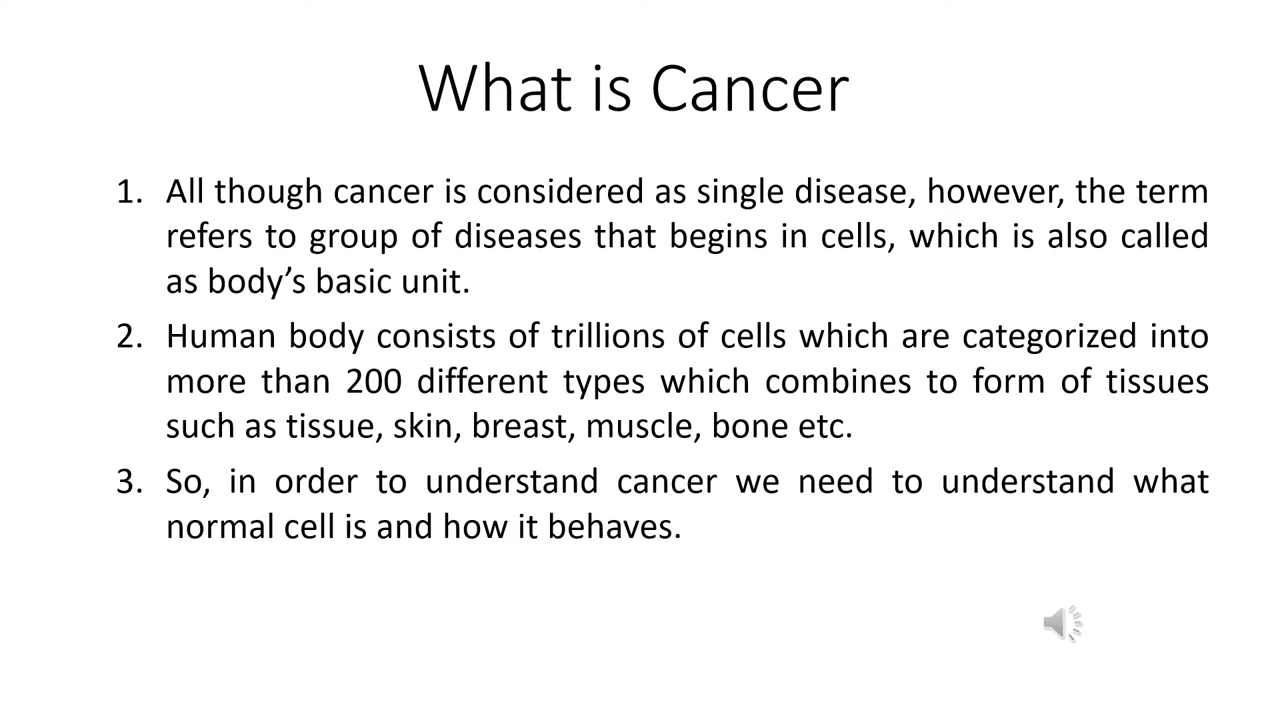 What is Cancer
1. All though cancer is considered as single disease, however, the term
refers to group of diseases that begins in cells, which is also called
as body’s basic unit.
2. Human body consists of trillions of cells which are categorized into
more than 200 different types which combines to form of tissues
such as tissue, skin, breast, muscle, bone etc.
3. So, in order to understand cancer we need to understand what
normal cell is and how it behaves.